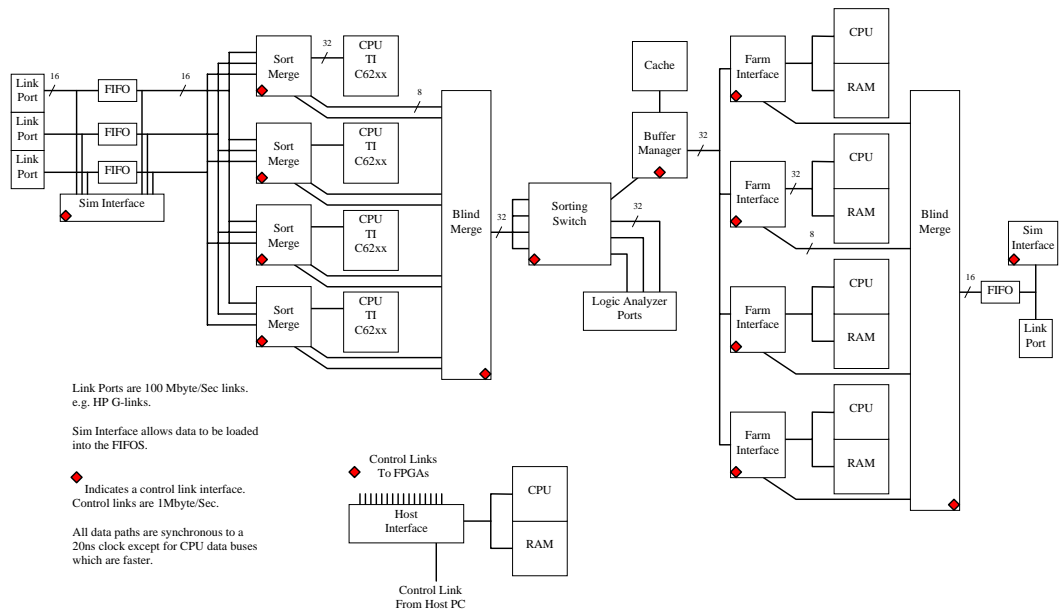 Link
Port
16
FIFO
16
Link
Port
FIFO
Link
Port
FIFO
Sim Interface
Sort
Merge
32
CPU
TI
C62xx
8
Sort
Merge
CPU
TI
C62xx
Sort
Merge
CPU
TI
C62xx
Sort
Merge
CPU
TI
C62xx
Blind
Merge
32
Sorting
Switch
32
Logic Analyzer
Ports
Cache
Buffer
Manager
32
Farm
Interface
CPU
RAM
Farm
Interface
32
CPU
RAM
8
Farm
Interface
CPU
RAM
Farm
Interface
CPU
RAM
Blind
Merge
16
FIFO
Sim
Interface
Link
Port
Link Ports are 100 Mbyte/Sec links.
e.g. HP G-links.
Sim Interface allows data to be loaded
into the FIFOS.
Indicates a control link interface.
Control links are 1Mbyte/Sec.
All data paths are synchronous to a
20ns clock except for CPU data buses
which are faster.
Control Links
To FPGAs
Host
Interface
CPU
RAM
Control Link
From Host PC